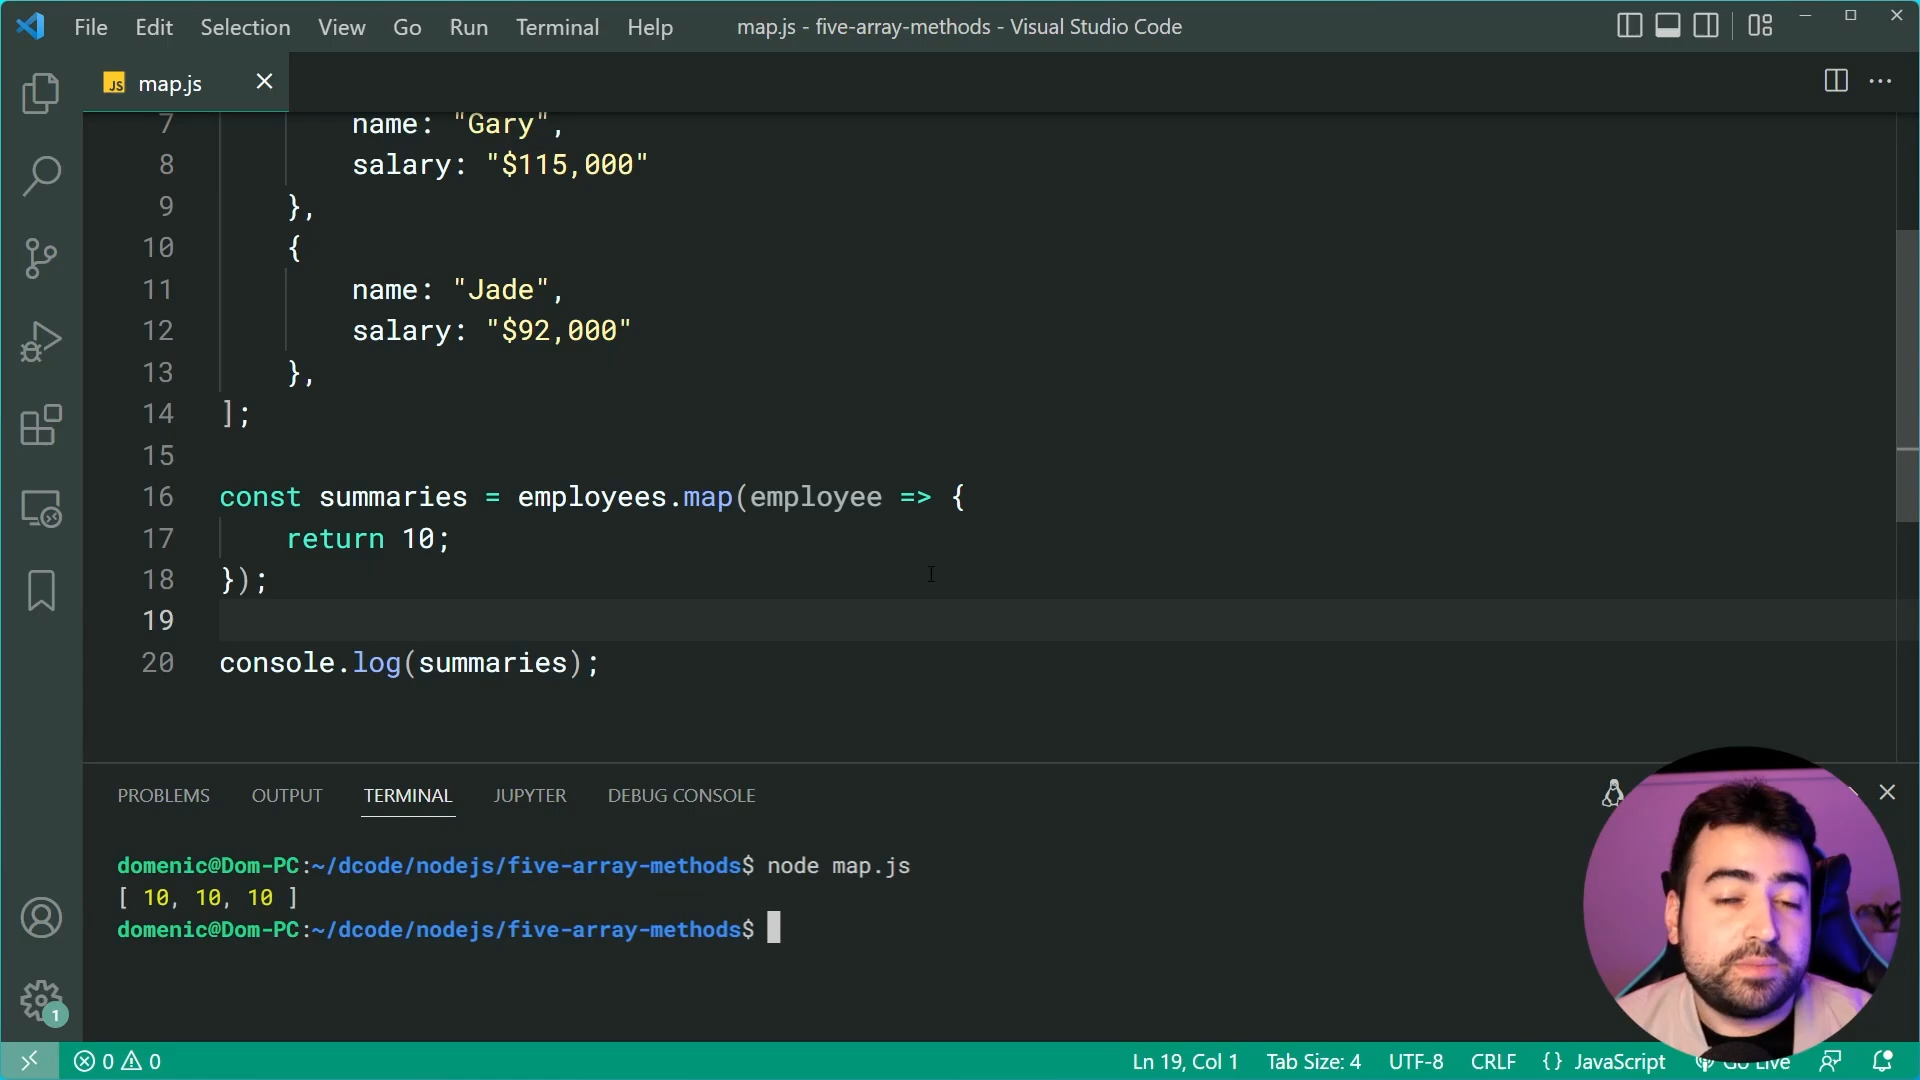 File Edit Selection View Go Run Terminal Help map.js - five-array-methods - Visual Studio Code
JS map.js
7 name: "Gary",
8 salary: "$115,000"
9 },
10 {
11 name: "Jade",
12 salary: "$92,000"
13 },
14 ];
15
16 const summaries = employees.map(employee => {
17 return 10;
18 });
19
20 console.log(summaries);
PROBLEMS OUTPUT TERMINAL JUPYTER DEBUG CONSOLE
domenic@Dom-PC:~/dcode/nodejs/five-array-methods$ node map.js
[ 10, 10, 10 ]
domenic@Dom-PC:~/dcode/nodejs/five-array-methods$
1
0 0 Ln 19, Col 1 Tab Size: 4 UTF-8 CRLF {} JavaScript Go Live